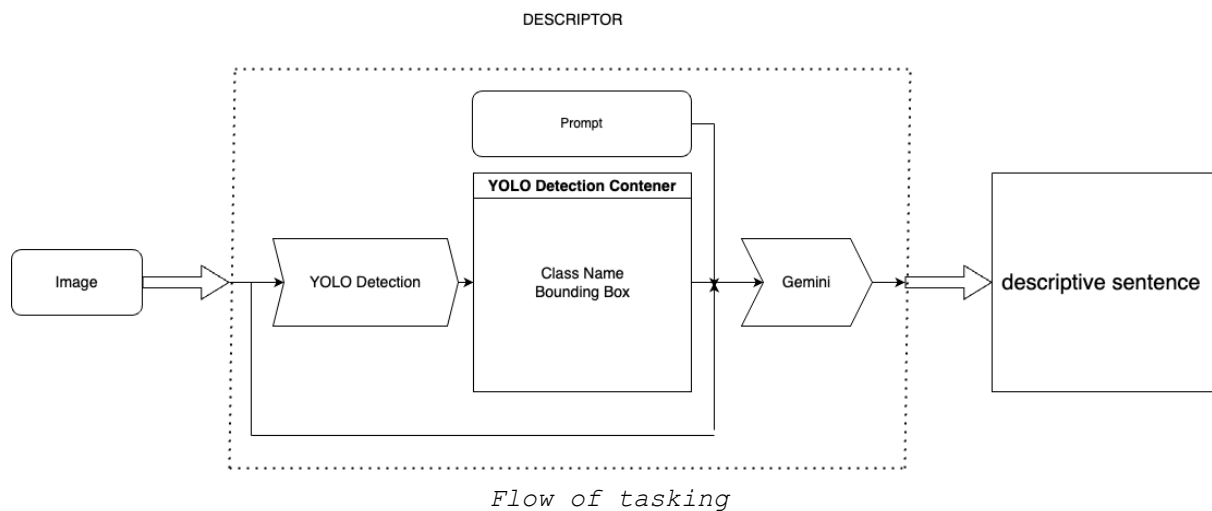 DESCRIPTOR
Prompt
YOLO Detection Contener
Image
YOLO Detection
Class Name
Bounding Box
Gemini
descriptive sentence
Flow of tasking